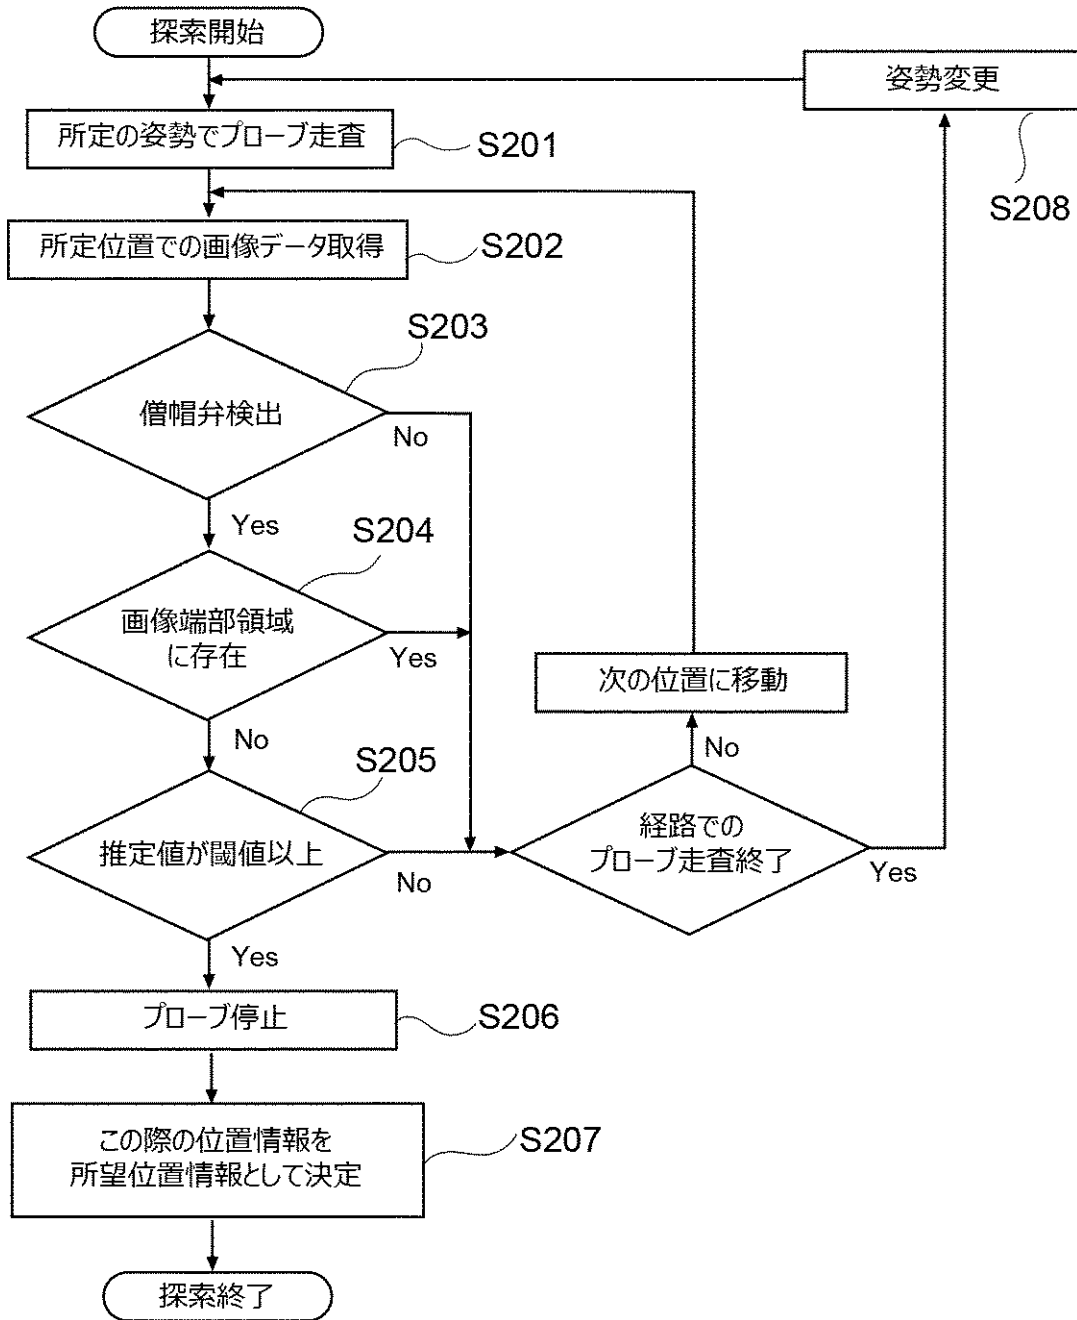 探索開始
姿勢変更
所定の姿勢でプローブ走査
S201
S208
所定位置での画像データ取得
S202
S203
僧帽弁検出
No
Yes
S204
画像端部領域
に存在
Yes
次の位置に移動
No
S205
No
推定値が閾値以上
No
経路での
プローブ走査終了
Yes
Yes
プローブ停止
S206
この際の位置情報を
所望位置情報として決定
S207
探索終了